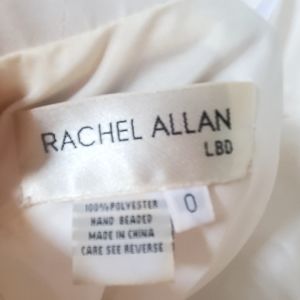 RACHEL ALLAN
LBD
0
100% POLYESTER
HAND BEADED
MADE IN CHINA
CARE SEE REVERSE